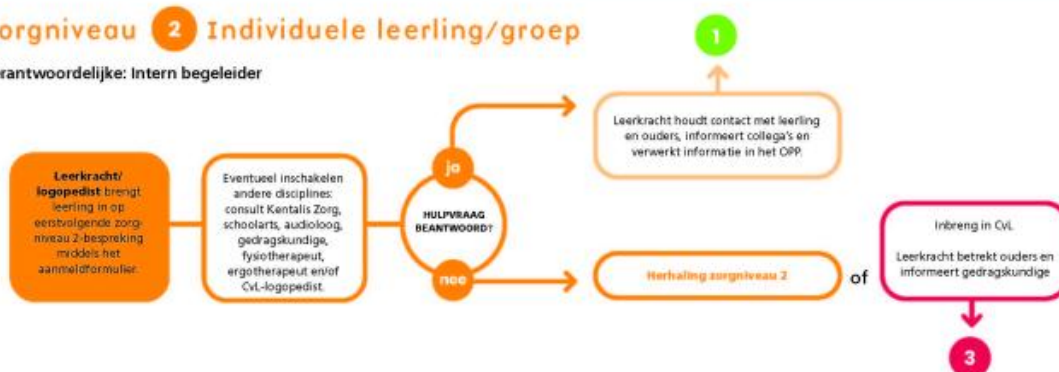 orgniveau 2 Individuele leerling/groep
rantwoordelijke: Intern begeleider
1
Leerkracht houdt contact met leerling
en ouders, informeert collega's en
verwerkt informatie in het OPP.
ja
Leerkracht/
logopedist brengt
leerling in op
eerstvolgende zorg-
niveau 2-bespreking
middels het
aanmeldformulier.
Eventueel inschakelen
andere disciplines:
consult Kentalis Zorg,
schoolarts, audioloog,
gedragskundige,
fysiotherapeut,
ergotherapeut en/of
CvL-logopedist.
HULPVRAAG
BEANTWOORD?
nee
Herhaling zorgniveau 2
of
Inbreng in CvL
Leerkracht betrekt ouders en
informeert gedragskundige
3